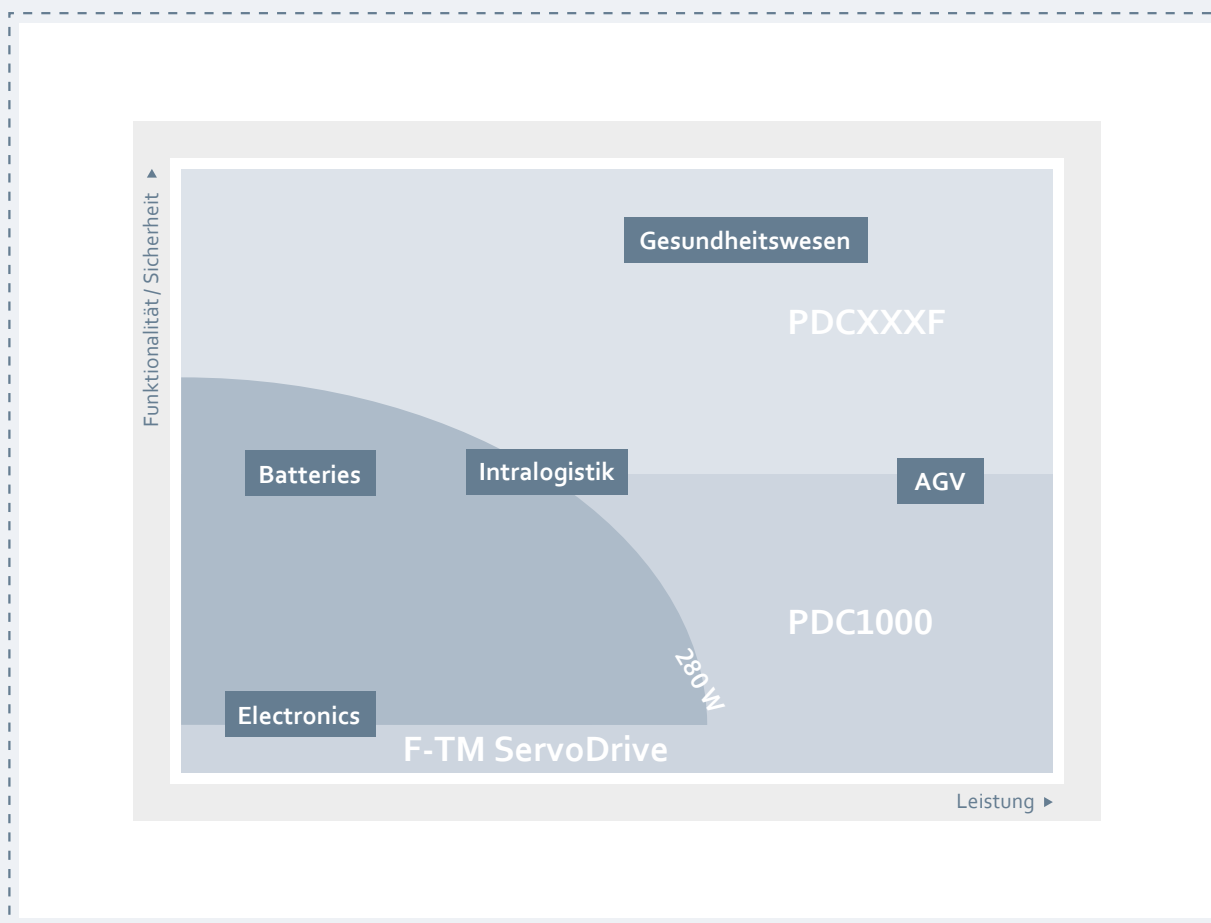 Funktionalität / Sicherheit
Gesundheitswesen
PDCXXXF
Batteries
Intralogistik
AGV
PDC1000
280 W
Electronics
F-TM ServoDrive
Leistung